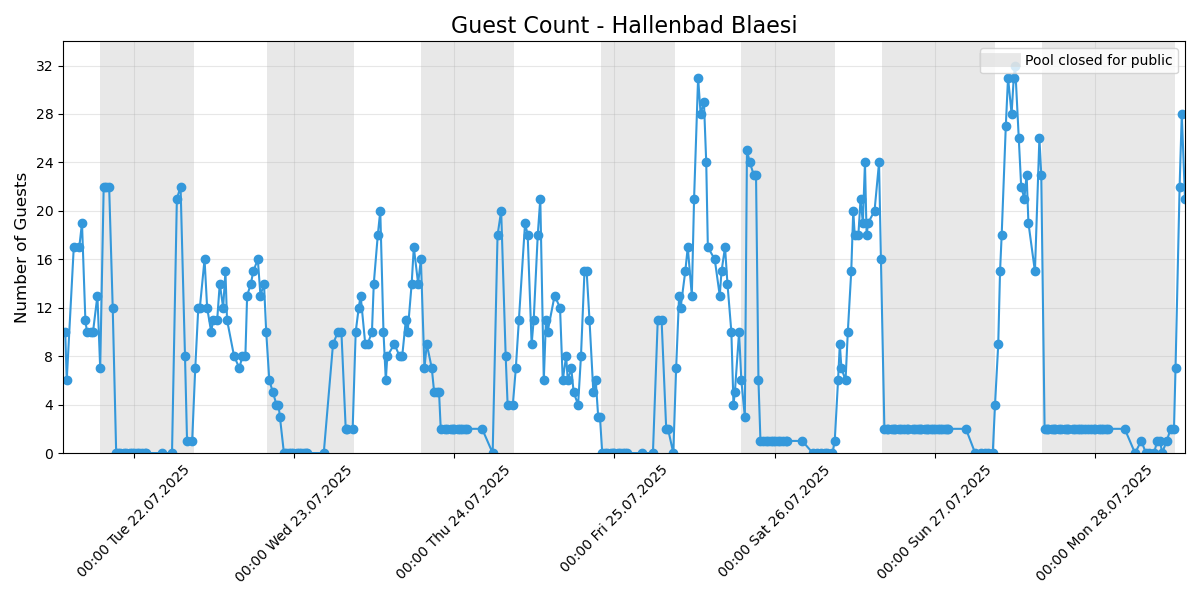 Guest Count - Hallenbad Blaesi
Pool closed for public
Number of Guests
32
28
24
20
16
12
8
4
0
00:00 Tue 22.07.2025
00:00 Wed 23.07.2025
00:00 Thu 24.07.2025
00:00 Fri 25.07.2025
00:00 Sat 26.07.2025
00:00 Sun 27.07.2025
00:00 Mon 28.07.2025